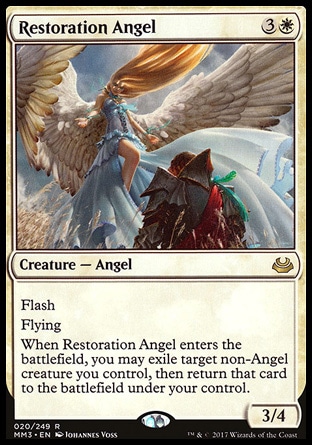 Restoration Angel 3
Creature — Angel
Flash
Flying
When Restoration Angel enters the
battlefield, you may exile target non-Angel
creature you control, then return that card
to the battlefield under your control.
020/249 R
MM3 • EN Johannes Voss
™ & © 2017 Wizards of the Coast
3/4